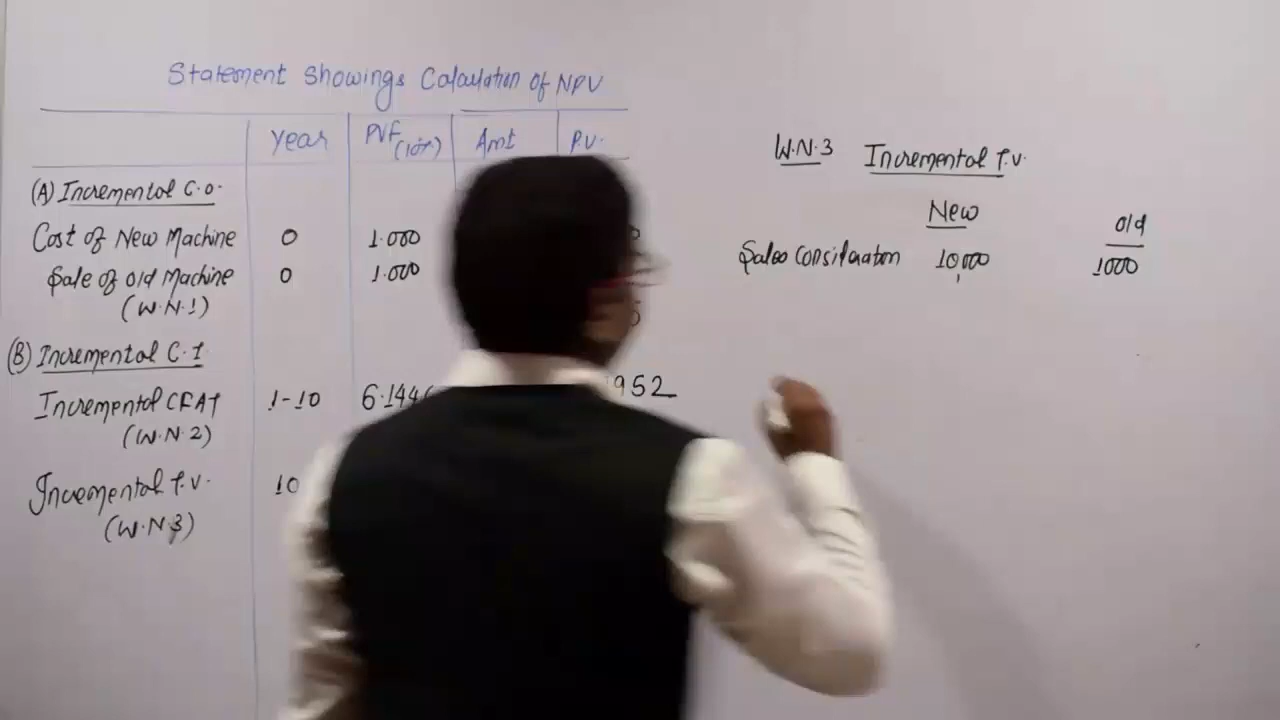 Statement Showings Calculation of NPV
Year PVF (10%) Amt P.V.
(A) Incremental C.O.
Cost of New Machine 0 1.000
Sale of Old Machine 0 1.000
(W.N.1)
(B) Incremental C.I
Incremental CFAT 1-10 6.144 952
(W.N.2)
Incremental T.V. 10
(W.N.3)
W.N.3 Incremental T.V.
New Old
Sales Consideration 10,000 1000